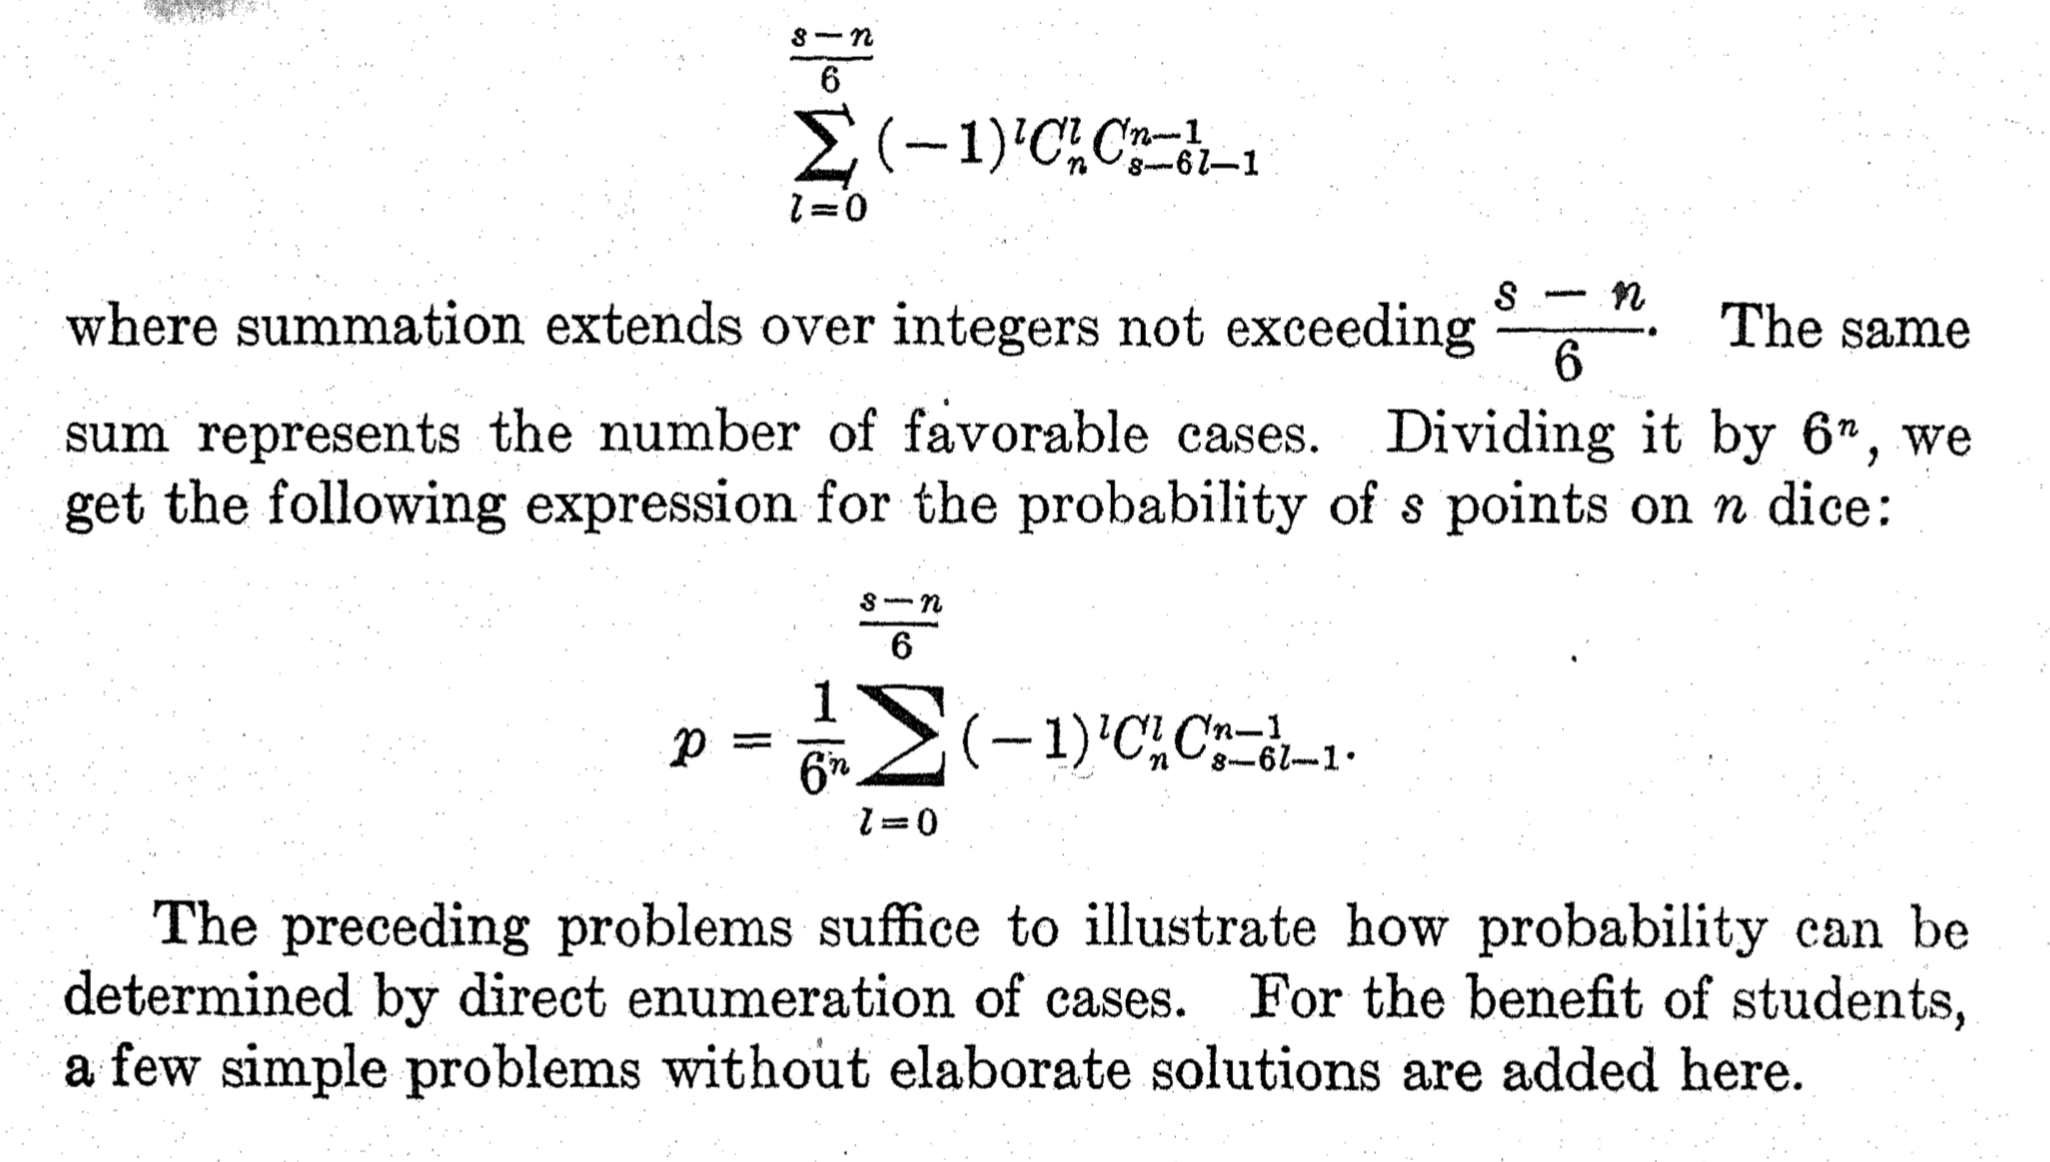 $$\sum_{l=0}^{\frac{s-n}{6}} (-1)^l C_n^l C_{s-6l-1}^{n-1}$$
where summation extends over integers not exceeding $\frac{s-n}{6}$. The same
sum represents the number of favorable cases. Dividing it by $6^n$, we
get the following expression for the probability of $s$ points on $n$ dice:
$$p = \frac{1}{6^n} \sum_{l=0}^{\frac{s-n}{6}} (-1)^l C_n^l C_{s-6l-1}^{n-1}.$$
The preceding problems suffice to illustrate how probability can be
determined by direct enumeration of cases. For the benefit of students,
a few simple problems without elaborate solutions are added here.